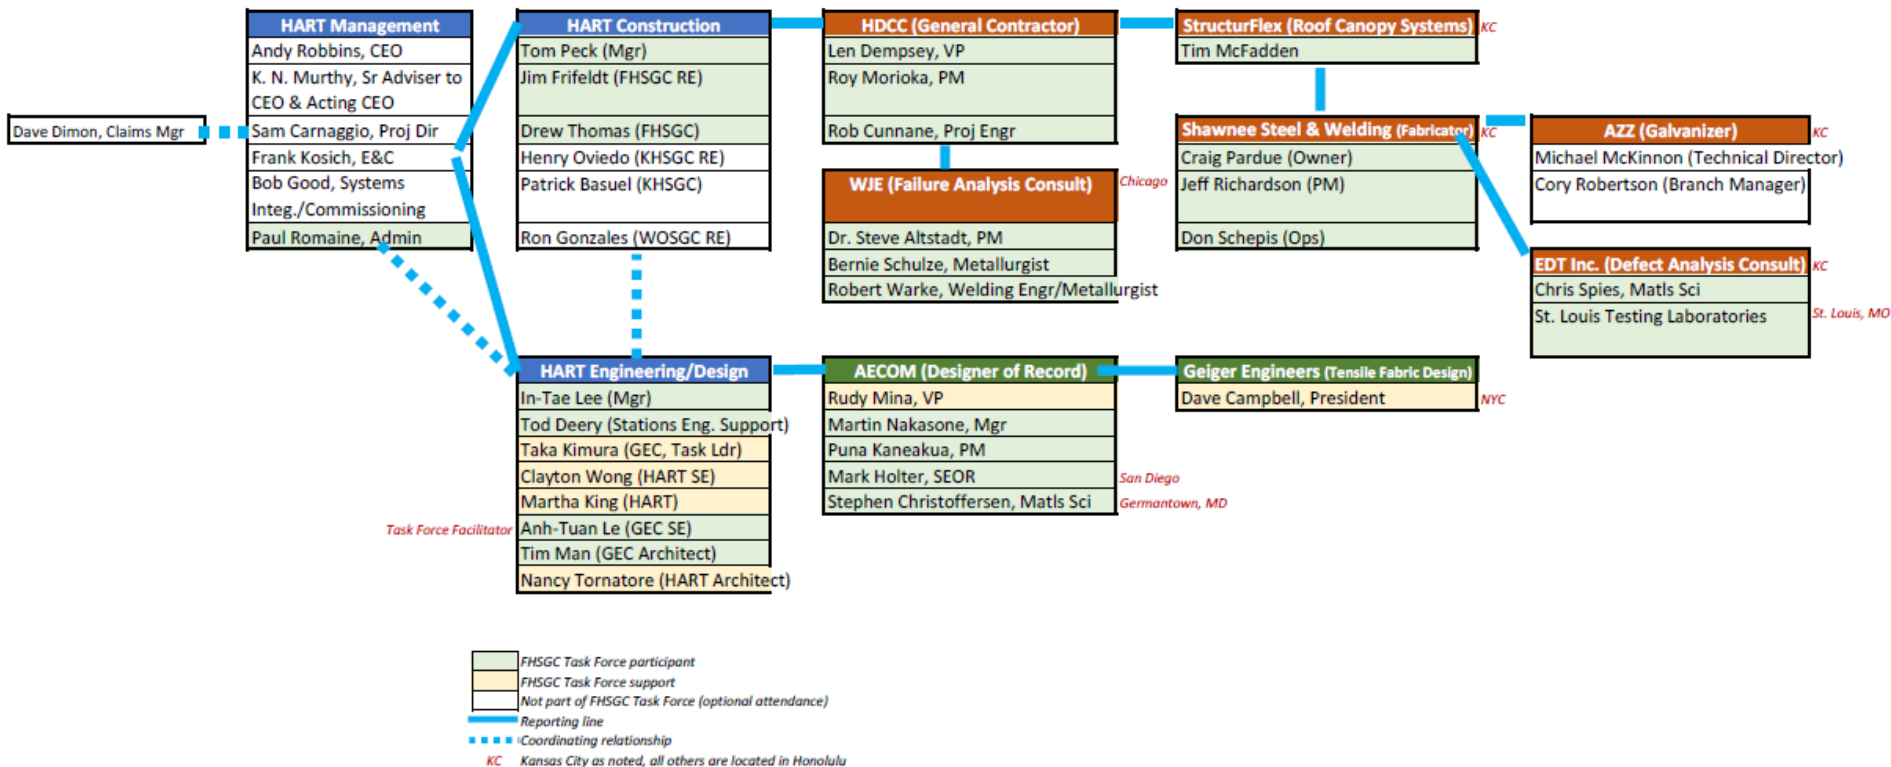 HART Management
Andy Robbins, CEO
K. N. Murthy, Sr Adviser to
CEO & Acting CEO
Sam Carnaggio, Proj Dir
Frank Kosich, E&C
Bob Good, Systems
Integ./Commissioning
Paul Romaine, Admin
Dave Dimon, Claims Mgr
HART Construction
Tom Peck (Mgr)
Jim Frifeldt (FHSGC RE)
Drew Thomas (FHSGC)
Henry Oviedo (KHSGC RE)
Patrick Basuel (KHSGC)
Ron Gonzales (WOSGC RE)
HDCC (General Contractor)
Len Dempsey, VP
Roy Morioka, PM
Rob Cunnane, Proj Engr
WJE (Failure Analysis Consult)
Chicago
Dr. Steve Altstadt, PM
Bernie Schulze, Metallurgist
Robert Warke, Welding Engr/Metallurgist
StructurFlex (Roof Canopy Systems)
KC
Tim McFadden
Shawnee Steel & Welding (Fabricator)
KC
Craig Pardue (Owner)
Jeff Richardson (PM)
Don Schepis (Ops)
AZZ (Galvanizer)
KC
Michael McKinnon (Technical Director)
Cory Robertson (Branch Manager)
EDT Inc. (Defect Analysis Consult)
KC
Chris Spies, Matls Sci
St. Louis Testing Laboratories
St. Louis, MO
HART Engineering/Design
In-Tae Lee (Mgr)
Tod Deery (Stations Eng. Support)
Taka Kimura (GEC, Task Ldr)
Clayton Wong (HART SE)
Martha King (HART)
Task Force Facilitator
Anh-Tuan Le (GEC SE)
Tim Man (GEC Architect)
Nancy Tornatore (HART Architect)
AECOM (Designer of Record)
Rudy Mina, VP
Martin Nakasone, Mgr
Puna Kaneakua, PM
Mark Holter, SEOR
San Diego
Stephen Christoffersen, Matls Sci
Germantown, MD
Geiger Engineers (Tensile Fabric Design)
Dave Campbell, President
NYC
FHSGC Task Force participant
FHSGC Task Force support
Not part of FHSGC Task Force (optional attendance)
Reporting line
Coordinating relationship
KC Kansas City as noted, all others are located in Honolulu